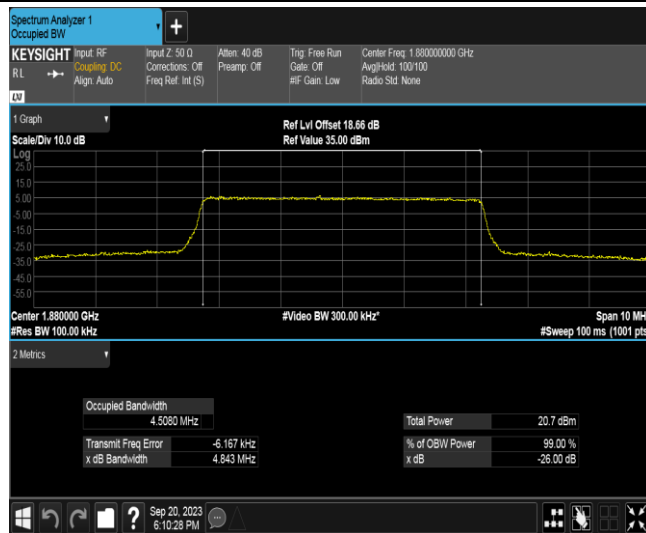 Spectrum Analyzer 1
Occupied BW
+
KEYSIGHT
RL
Input: RF
Coupling: DC
Align: Auto
Input Z: 50 Ω
Corrections: Off
Freq Ref: Int (S)
Atten: 40 dB
Preamp: Off
Trig: Free Run
Gate: Off
#IF Gain: Low
Center Freq: 1.880000000 GHz
Avg|Hold: 100/100
Radio Std: None
1 Graph
Scale/Div 10.0 dB
Ref Lvl Offset 18.66 dB
Ref Value 35.00 dBm
Log
25.0
15.0
5.00
-5.00
-15.0
-25.0
-35.0
-45.0
-55.0
Center 1.880000 GHz
#Res BW 100.00 kHz
#Video BW 300.00 kHz*
Span 10 MH
#Sweep 100 ms (1001 pts
2 Metrics
Occupied Bandwidth
4.5080 MHz
Transmit Freq Error -6.167 kHz
x dB Bandwidth 4.843 MHz
Total Power 20.7 dBm
% of OBW Power 99.00 %
x dB -26.00 dB
?
Sep 20, 2023
6:10:28 PM